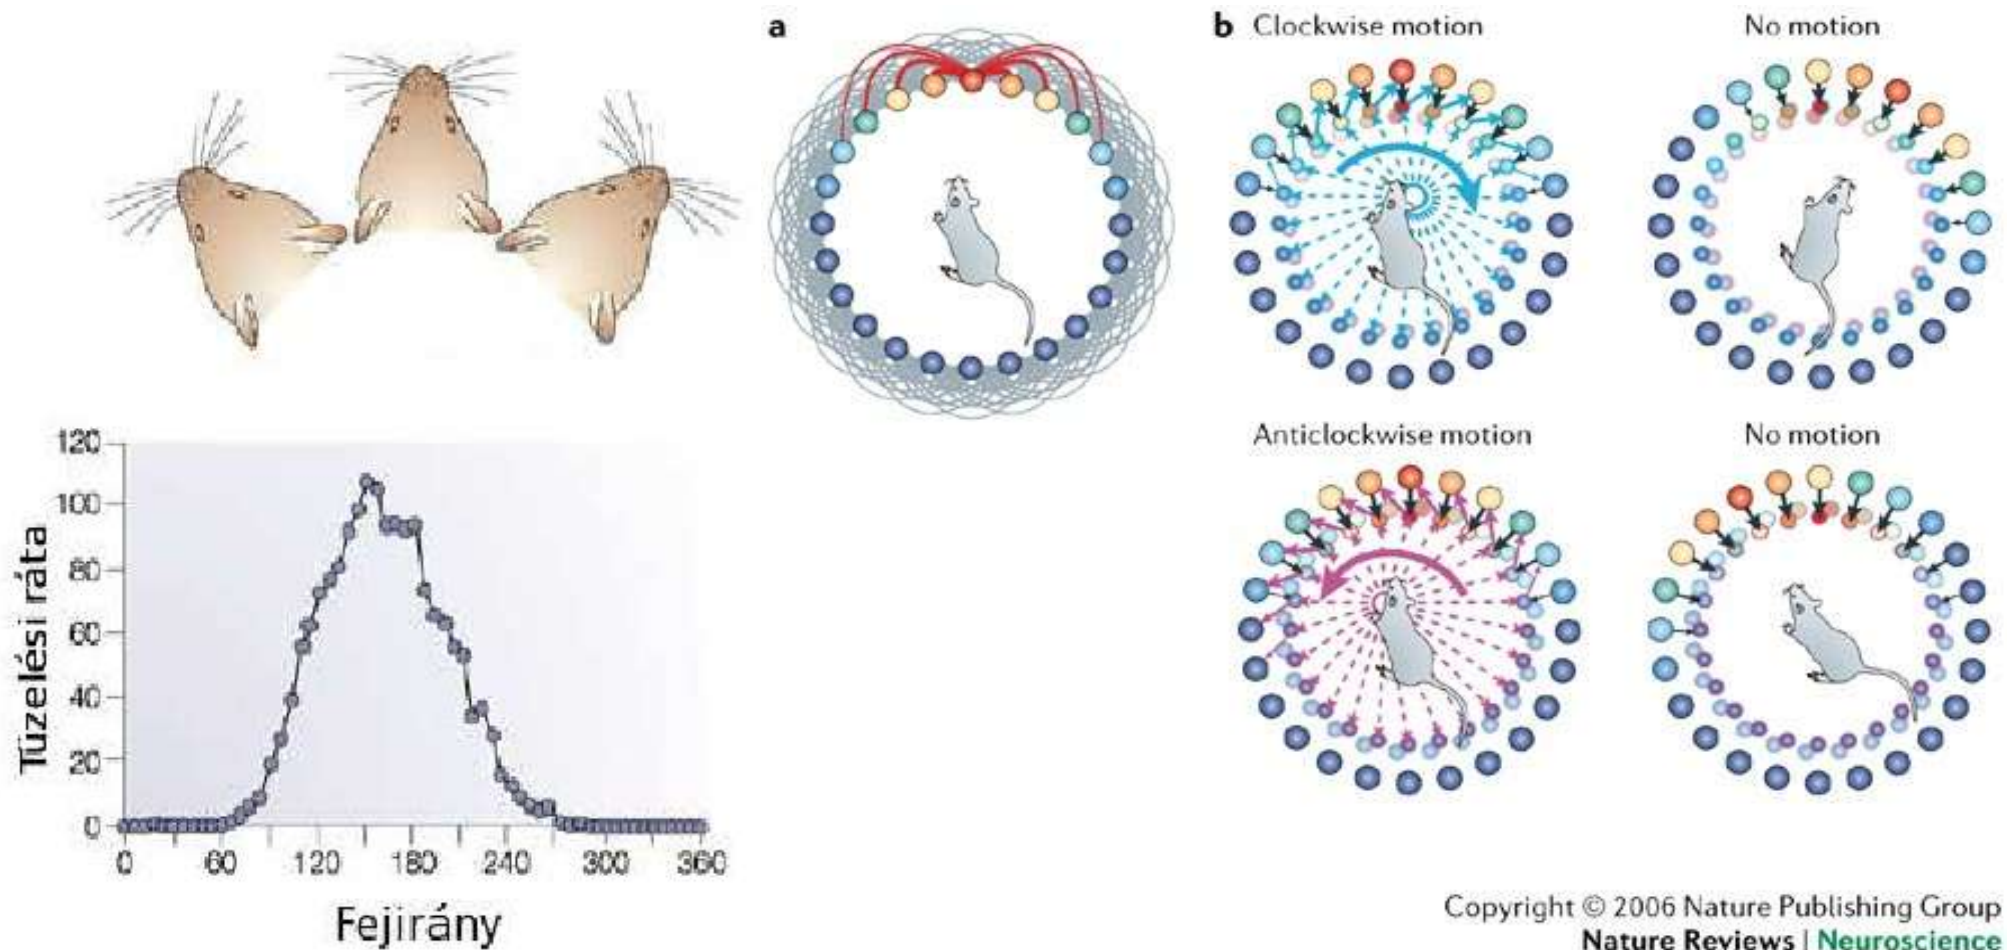 a
b
Clockwise motion
No motion
Anticlockwise motion
No motion
120
100
80
60
40
20
0
Tüzelési ráta
0 60 120 180 240 300 360
Fejirány
Copyright © 2006 Nature Publishing Group
Nature Reviews | Neuroscience